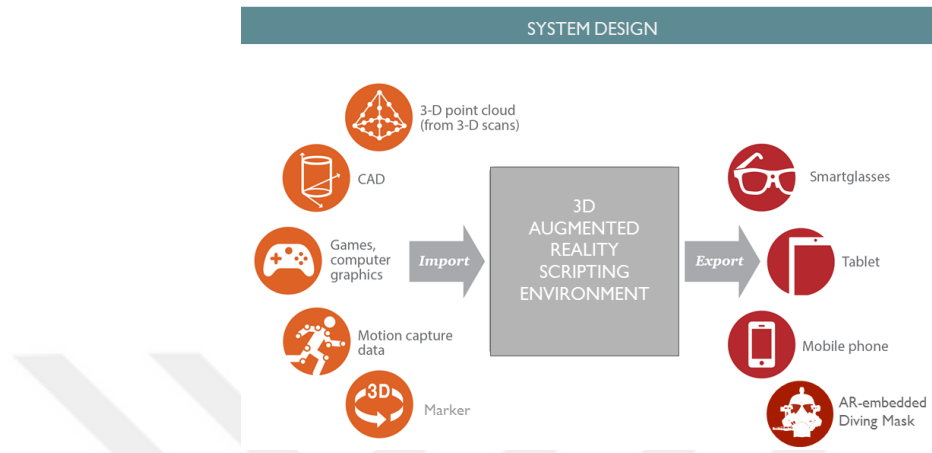 SYSTEM DESIGN
3-D point cloud
(from 3-D scans)
CAD
Games,
computer
graphics
Motion capture
data
3D
Marker
Import
3D
AUGMENTED
REALITY
SCRIPTING
ENVIRONMENT
Export
Smartglasses
Tablet
Mobile phone
AR-embedded
Diving Mask